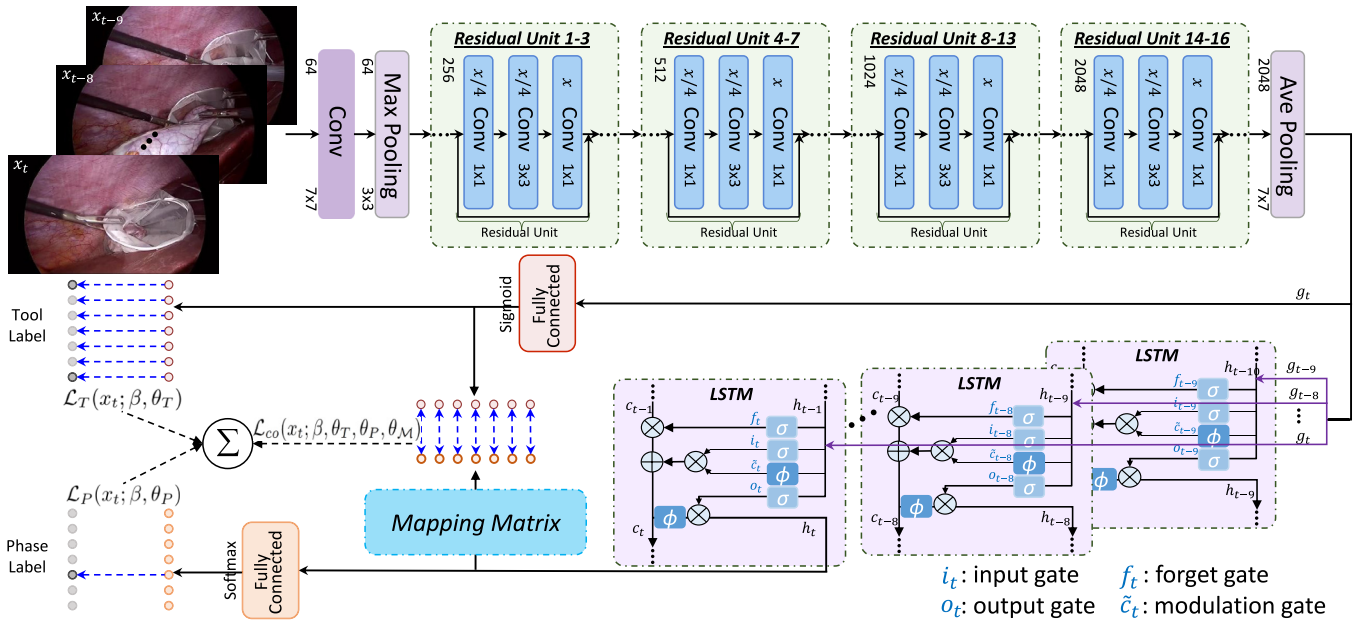 x_{t-9}
x_{t-8}
x_t
64
Conv
7x7
64
Max Pooling
3x3
Residual Unit 1-3
256
x/4 Conv 1x1
x/4 Conv 3x3
x Conv 1x1
Residual Unit
Residual Unit 4-7
512
x/4 Conv 1x1
x/4 Conv 3x3
x Conv 1x1
Residual Unit
Residual Unit 8-13
1024
x/4 Conv 1x1
x/4 Conv 3x3
x Conv 1x1
Residual Unit
Residual Unit 14-16
2048
x/4 Conv 1x1
x/4 Conv 3x3
x Conv 1x1
Residual Unit
2048
Ave Pooling
7x7
Tool
Label
Sigmoid
Fully
Connected
g_t
\mathcal{L}_T(x_t; β, θ_T)
∑
\mathcal{L}_{co}(x_t; β, θ_T, θ_P, θ_\mathcal{M})
\mathcal{L}_P(x_t; β, θ_P)
Mapping Matrix
Phase
Label
Softmax
Fully
Connected
LSTM
c_{t-1}
h_{t-1}
f_t
σ
i_t
σ
c̃_t
ϕ
o_t
σ
ϕ
c_t
h_t
LSTM
c_{t-9}
h_{t-9}
f_{t-8}
σ
i_{t-8}
σ
c̃_{t-8}
ϕ
o_{t-8}
σ
ϕ
c_{t-8}
h_{t-8}
LSTM
h_{t-10}
f_{t-9}
σ
i_{t-9}
σ
c̃_{t-9}
ϕ
o_{t-9}
σ
ϕ
h_{t-9}
g_{t-9}
g_{t-8}
g_t
i_t: input gate
f_t: forget gate
o_t: output gate
c̃_t: modulation gate